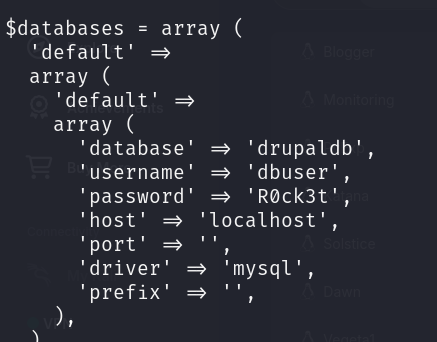 $databases = array (
  'default' =>
  array (
    'default' =>
    array (
      'database' => 'drupaldb',
      'username' => 'dbuser',
      'password' => 'R0ck3t',
      'host' => 'localhost',
      'port' => '',
      'driver' => 'mysql',
      'prefix' => '',
    ),
  )
Blogger
Monitoring
Solstice
Dawn